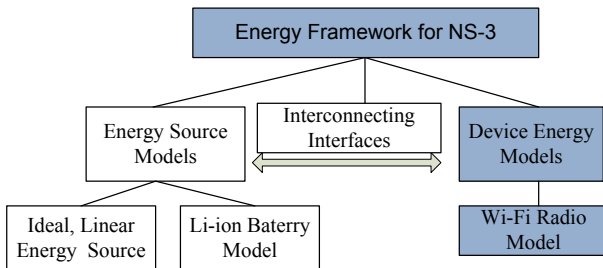 Energy Framework for NS-3
Energy Source
Models
Interconnecting
Interfaces
Device Energy
Models
Ideal, Linear
Energy Source
Li-ion Baterry
Model
Wi-Fi Radio
Model